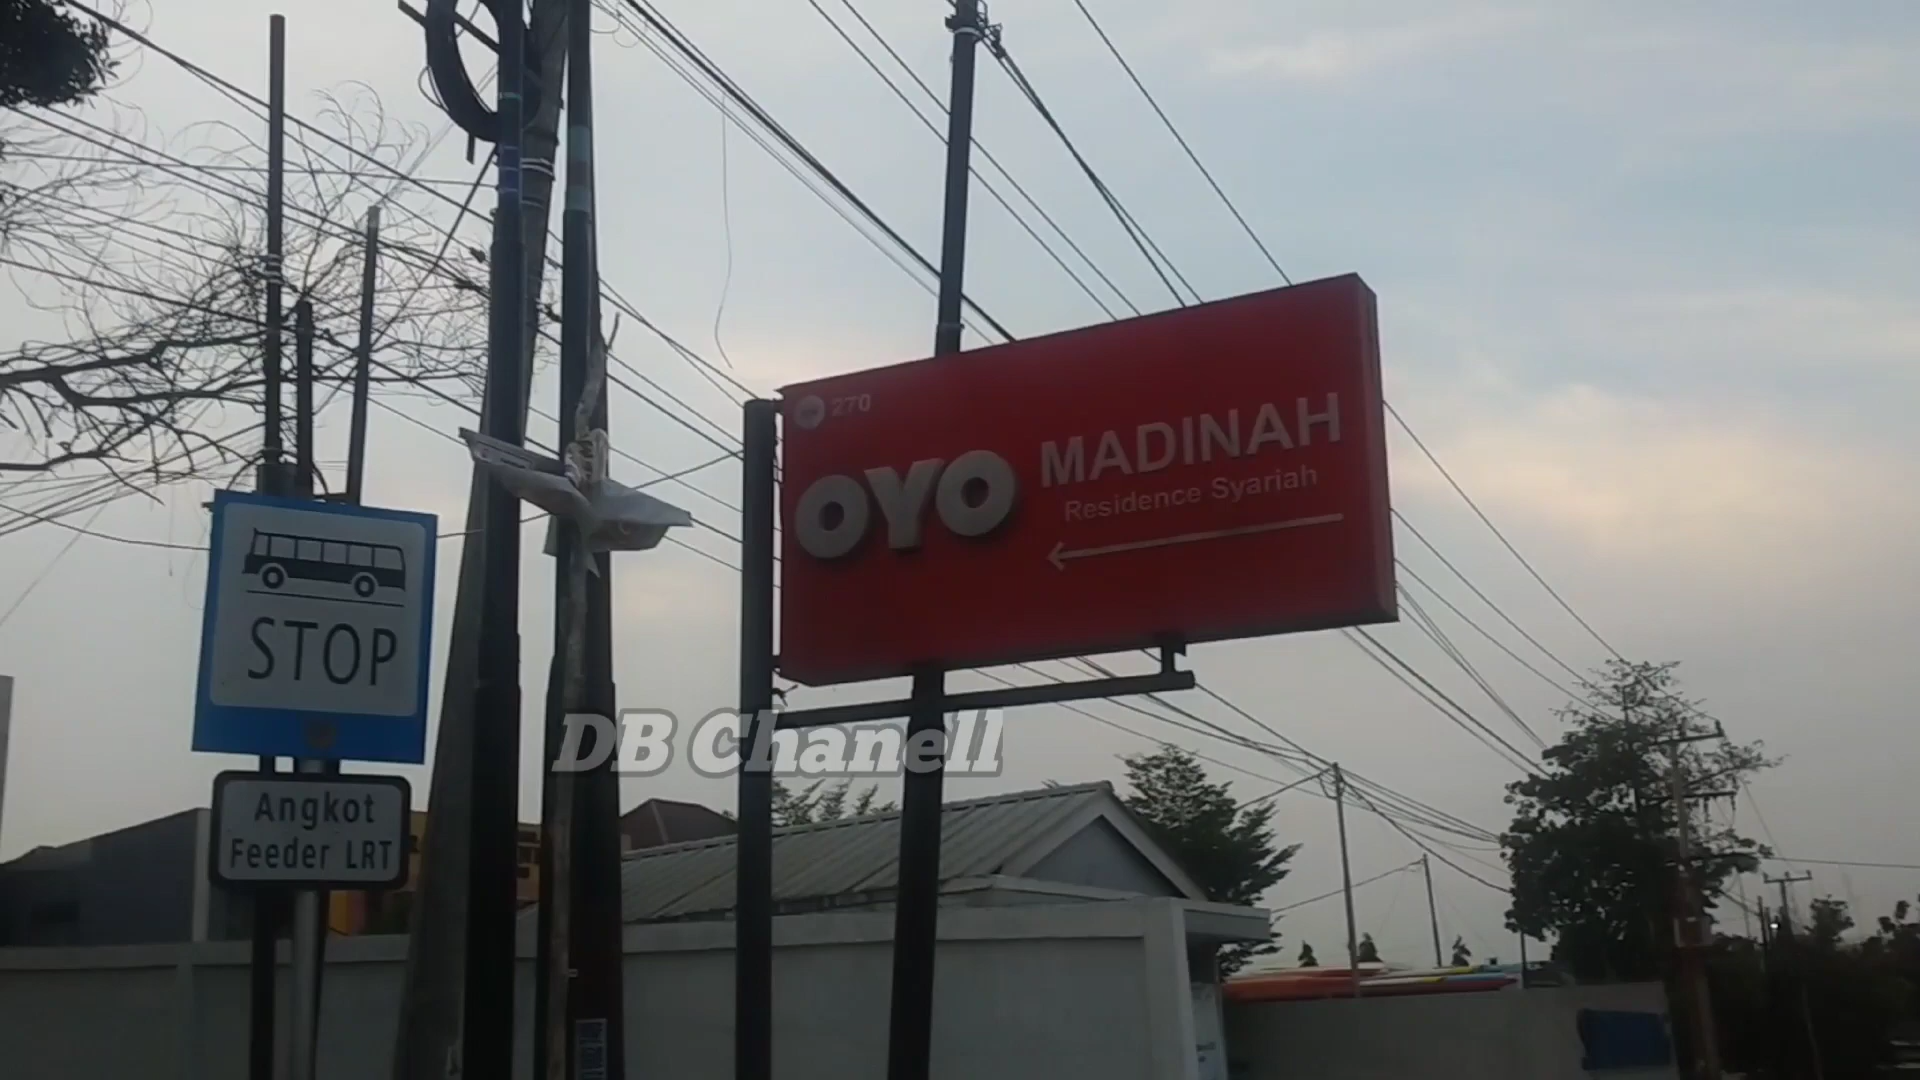 270
OYO
MADINAH
Residence Syariah
STOP
Angkot
Feeder LRT
DB Chanell